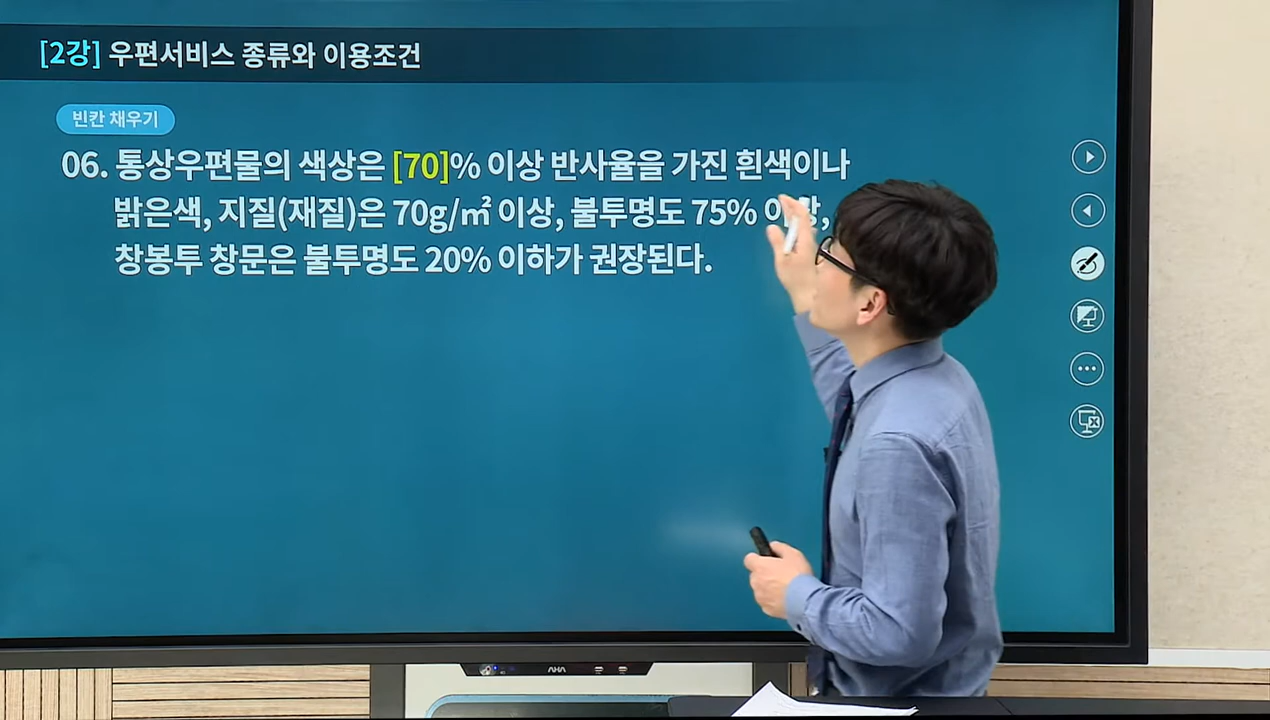 [2강] 우편서비스 종류와 이용조건
빈칸 채우기
06. 통상우편물의 색상은 [70]% 이상 반사율을 가진 흰색이나
밝은색, 지질(재질)은 70g/㎡ 이상, 불투명도 75% 이상,
창봉투 창문은 불투명도 20% 이하가 권장된다.
AHA